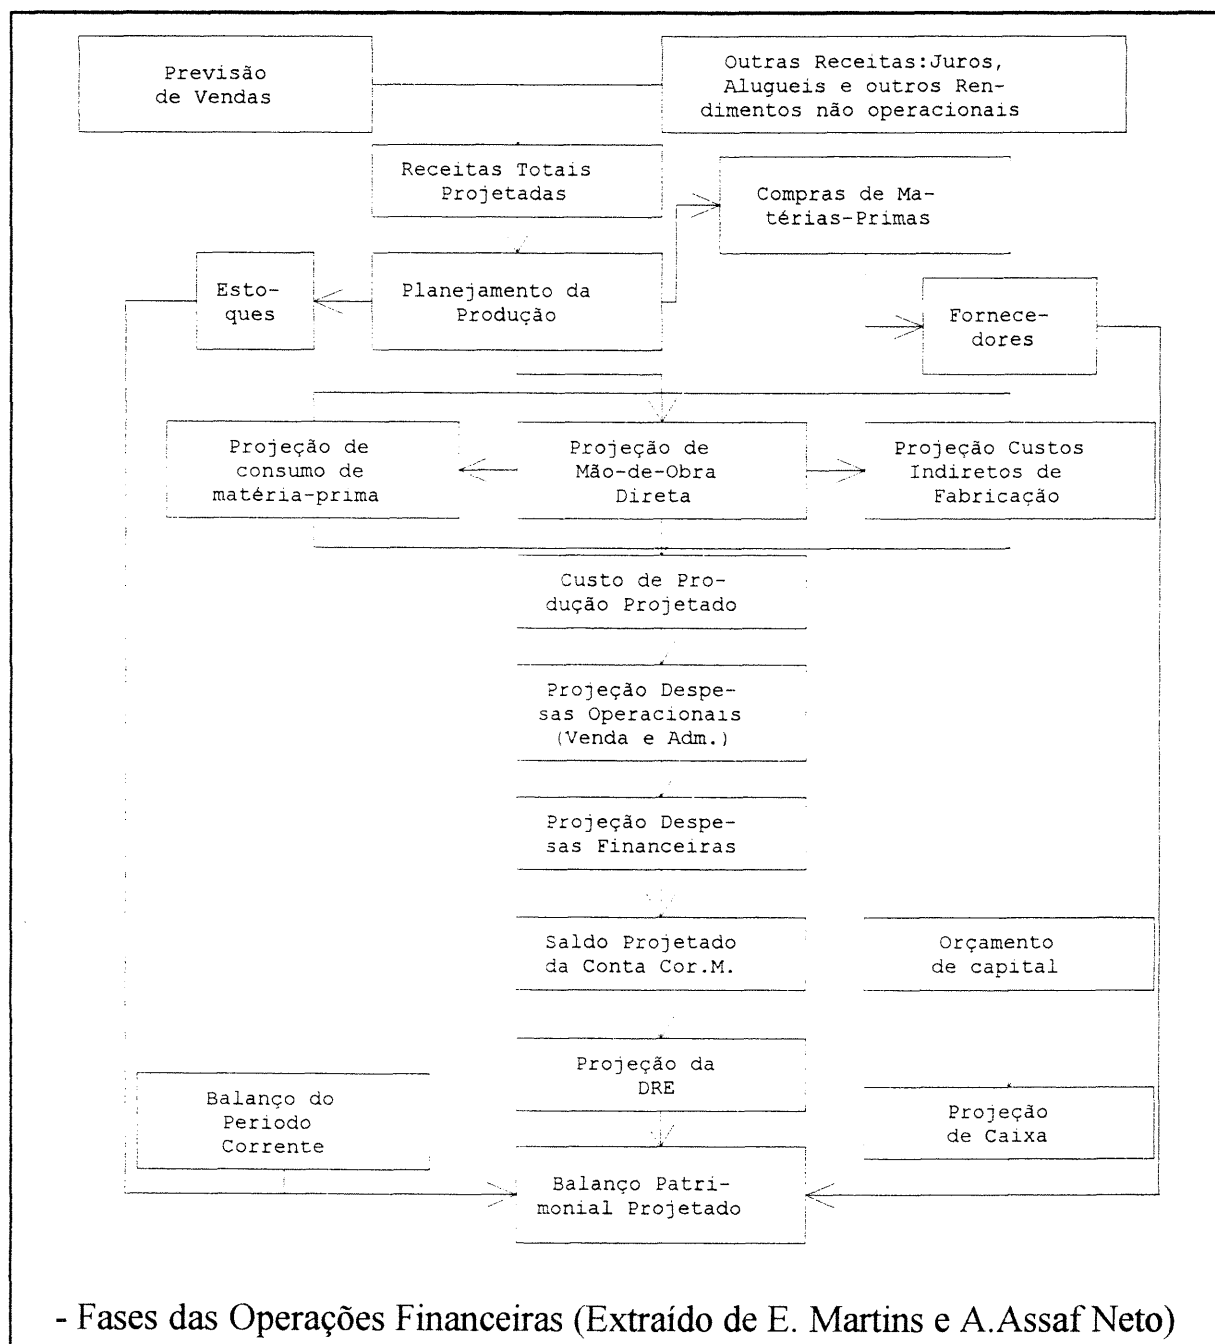 Previsão
de Vendas
Outras Receitas:Juros,
Alugueis e outros Ren-
dimentos não operacionais
Receitas Totais
Projetadas
Compras de Ma-
térias-Primas
Esto-
ques
Planejamento da
Produção
Fornece-
dores
Projeção de
consumo de
matéria-prima
Projeção de
Mão-de-Obra
Direta
Projeção Custos
Indiretos de
Fabricação
Custo de Pro-
dução Projetado
Projeção Despe-
sas Operacionais
(Venda e Adm.)
Projeção Despe-
sas Financeiras
Saldo Projetado
da Conta Cor.M.
Orçamento
de capital
Projeção da
DRE
Balanço do
Periodo
Corrente
Projeção
de Caixa
Balanço Patri-
monial Projetado
- Fases das Operações Financeiras (Extraído de E. Martins e A.Assaf Neto)